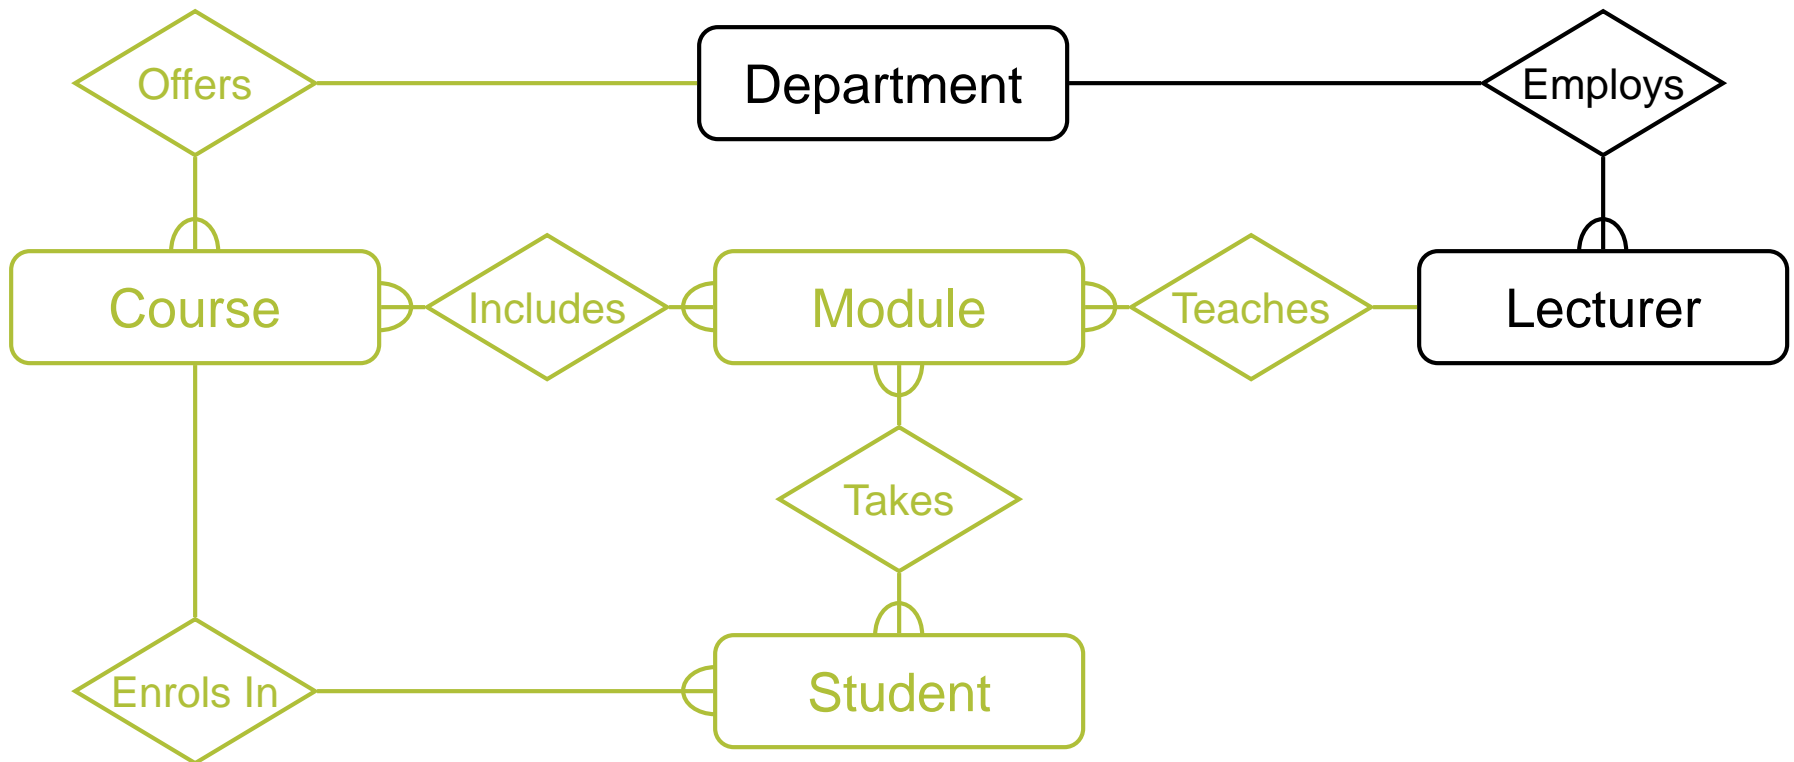 Offers
Department
Employs
Course
Includes
Module
Teaches
Lecturer
Takes
Enrols In
Student